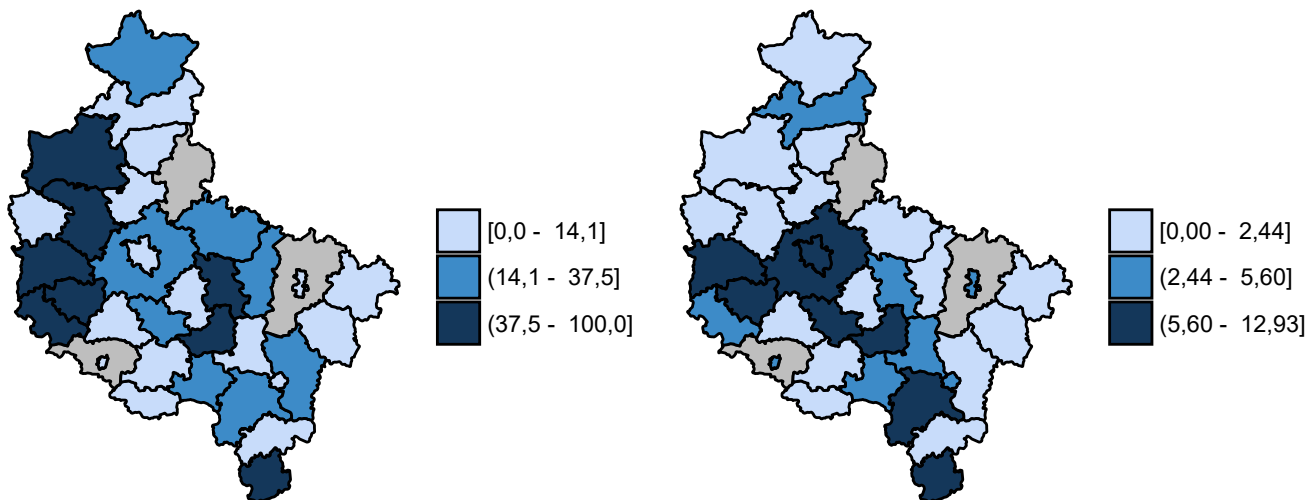 [0,0 - 14,1]
(14,1 - 37,5]
(37,5 - 100,0]
[0,00 - 2,44]
(2,44 - 5,60]
(5,60 - 12,93]